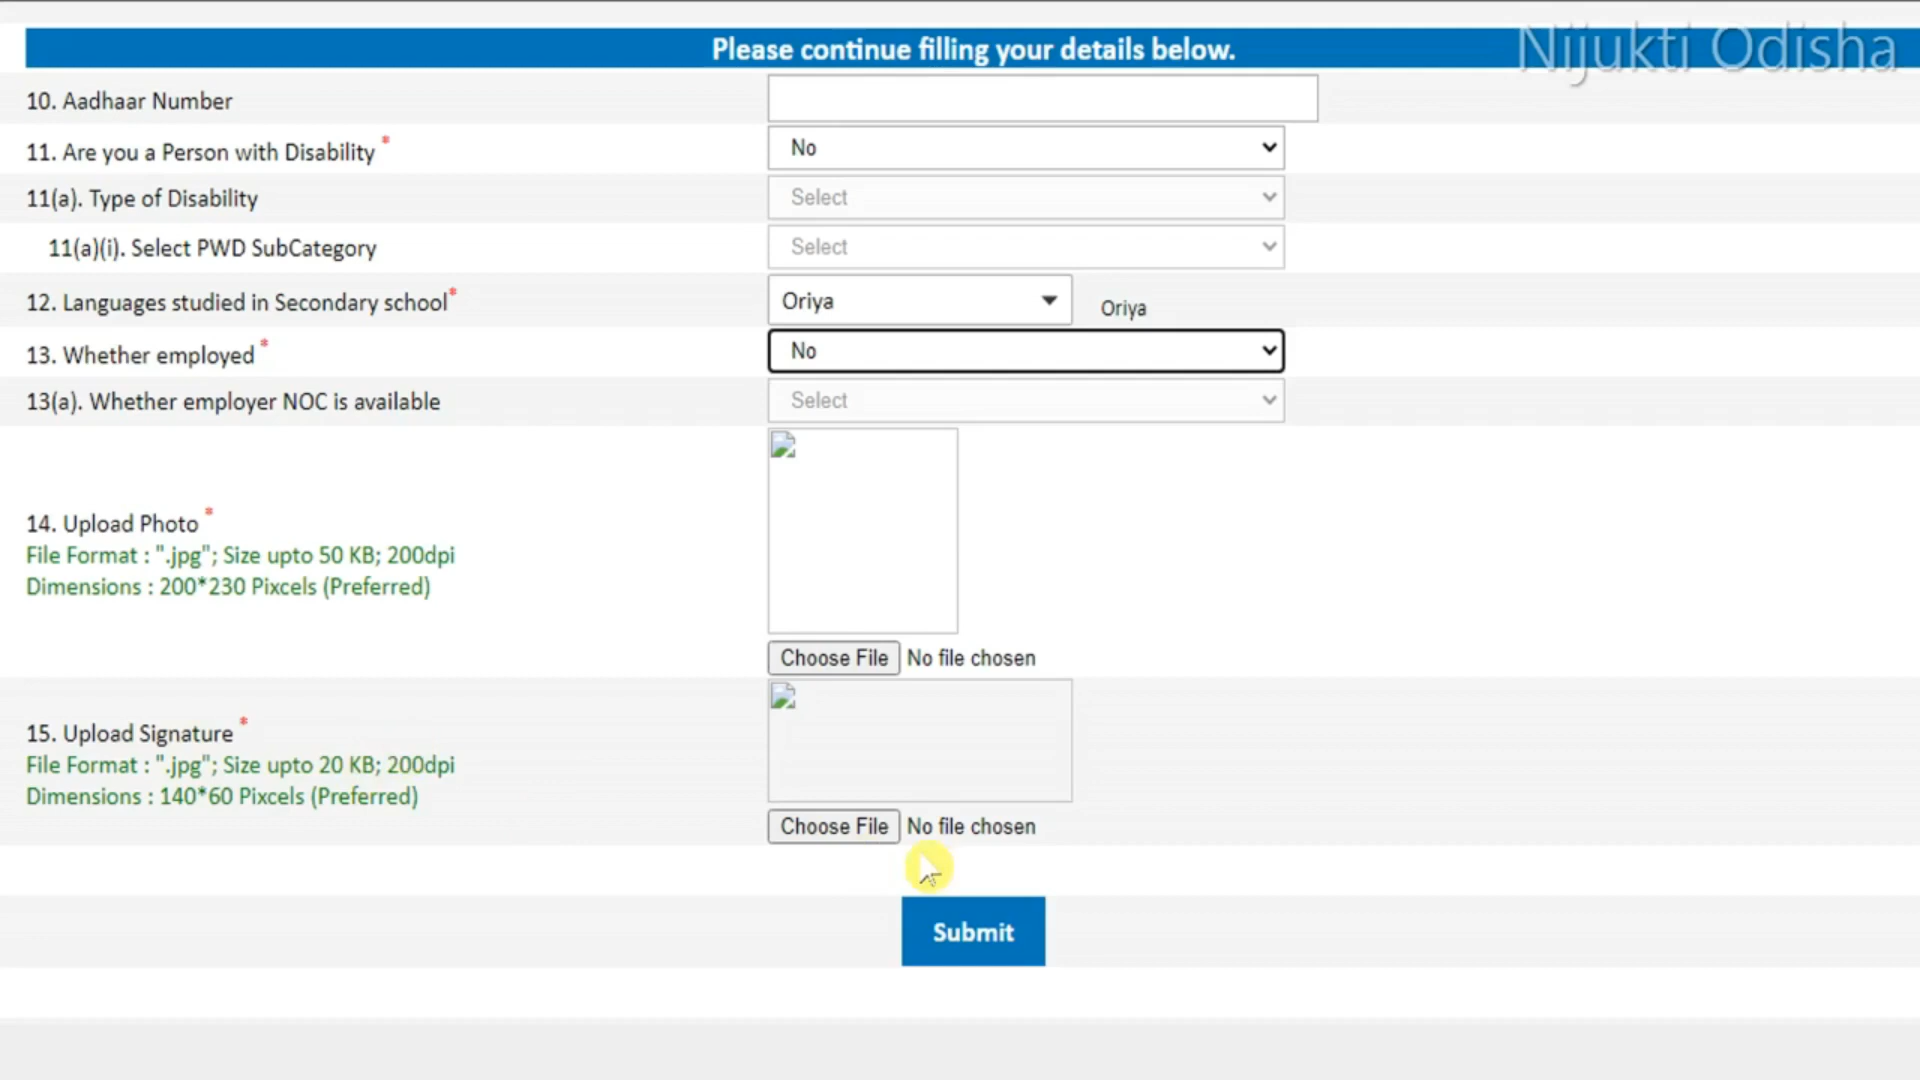 Please continue filling your details below.
Nijukti Odisha
10. Aadhaar Number
11. Are you a Person with Disability *
No
11(a). Type of Disability
Select
11(a)(i). Select PWD SubCategory
Select
12. Languages studied in Secondary school*
Oriya
Oriya
13. Whether employed *
No
13(a). Whether employer NOC is available
Select
14. Upload Photo *
File Format : ".jpg"; Size upto 50 KB; 200dpi
Dimensions : 200*230 Pixcels (Preferred)
Choose File No file chosen
15. Upload Signature *
File Format : ".jpg"; Size upto 20 KB; 200dpi
Dimensions : 140*60 Pixcels (Preferred)
Choose File No file chosen
Submit